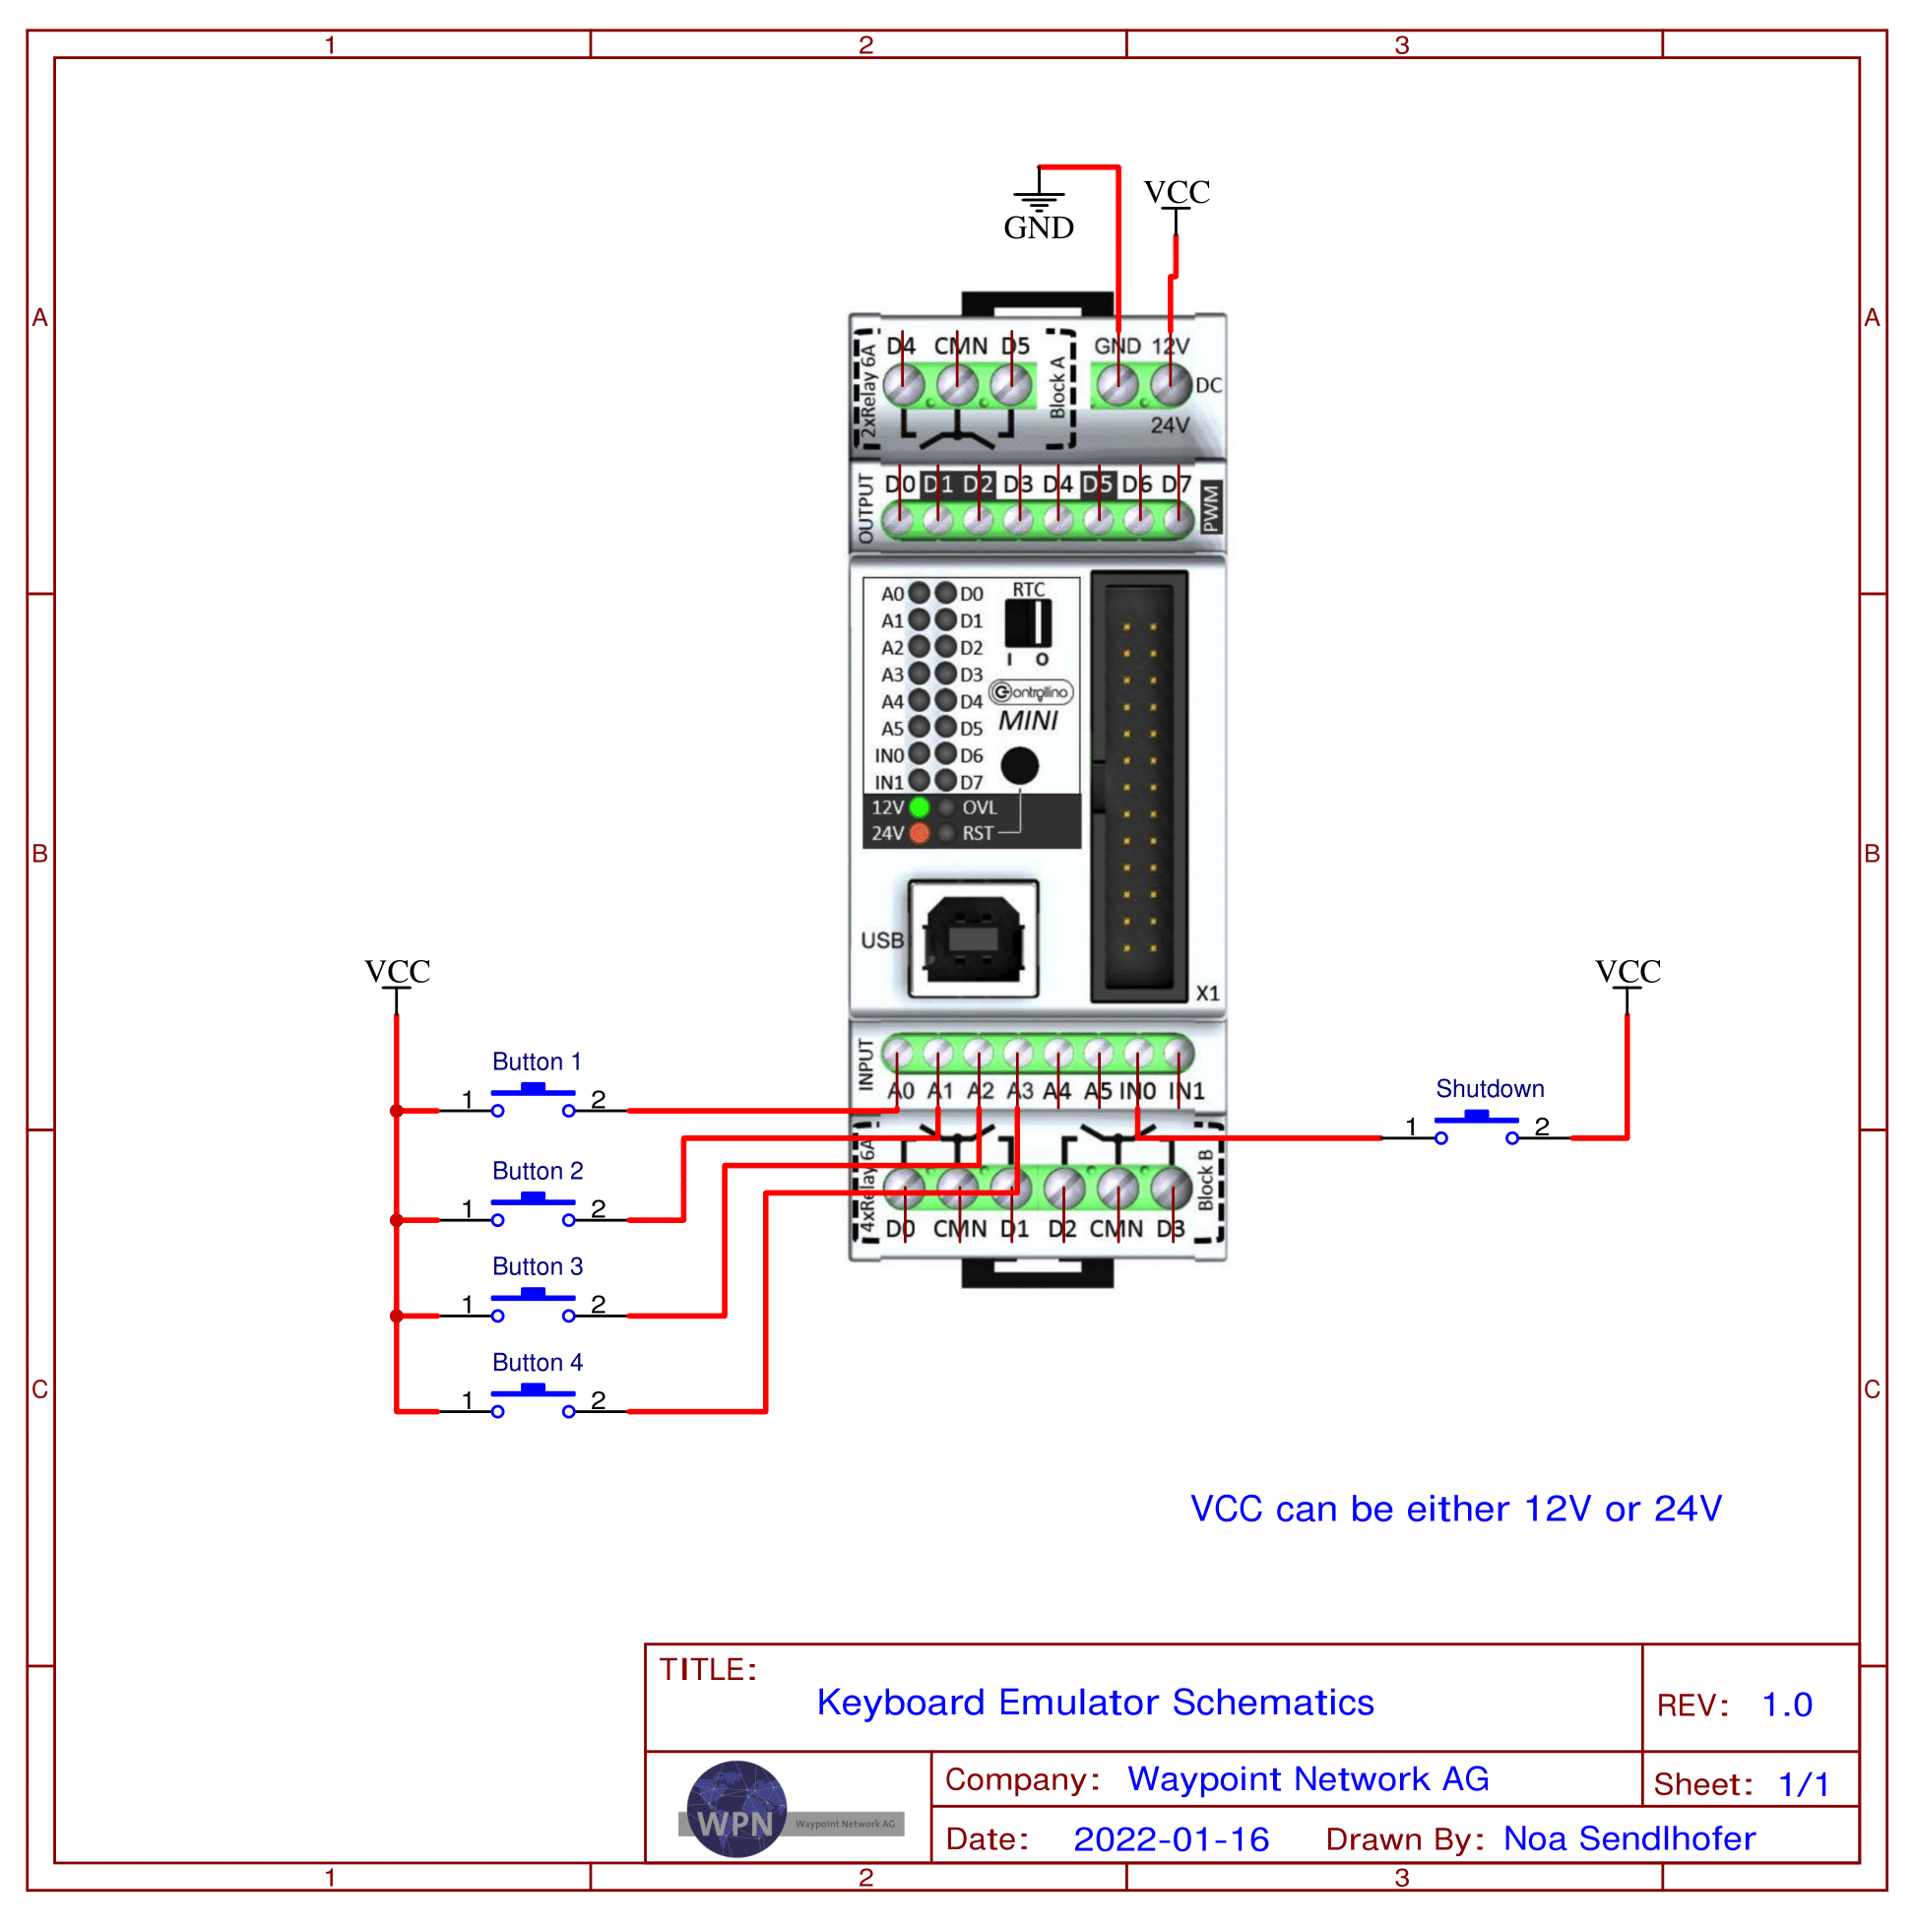 1 2 3
A A
B B
C C
GND
VCC
2xRelay 6A
D4 CMN D5
Block A
GND 12V
DC
24V
OUTPUT
D0 D1 D2 D3 D4 D5 D6 D7
PWM
A0 D0
A1 D1
A2 D2
A3 D3
A4 D4
A5 D5
IN0 D6
IN1 D7
12V OVL
24V RST
RTC
I O
Controllino
MINI
USB
X1
INPUT
A0 A1 A2 A3 A4 A5 IN0 IN1
4xRelay 6A
Block B
D0 CMN D1 D2 CMN D3
VCC
Button 1
1 2
Button 2
1 2
Button 3
1 2
Button 4
1 2
VCC
Shutdown
1 2
VCC can be either 12V or 24V
TITLE:
Keyboard Emulator Schematics
REV: 1.0
WPN Waypoint Network AG
Company: Waypoint Network AG
Sheet: 1/1
Date: 2022-01-16 Drawn By: Noa Sendlhofer
1 2 3